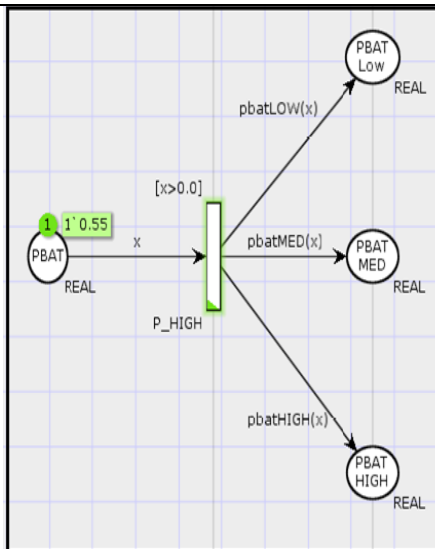 PBAT
Low
REAL
pbatLOW(x)
[x>0.0]
1 1`0.55
x
pbatMED(x)
PBAT
PBAT
MED
REAL
REAL
P_HIGH
pbatHIGH(x)
PBAT
HIGH
REAL